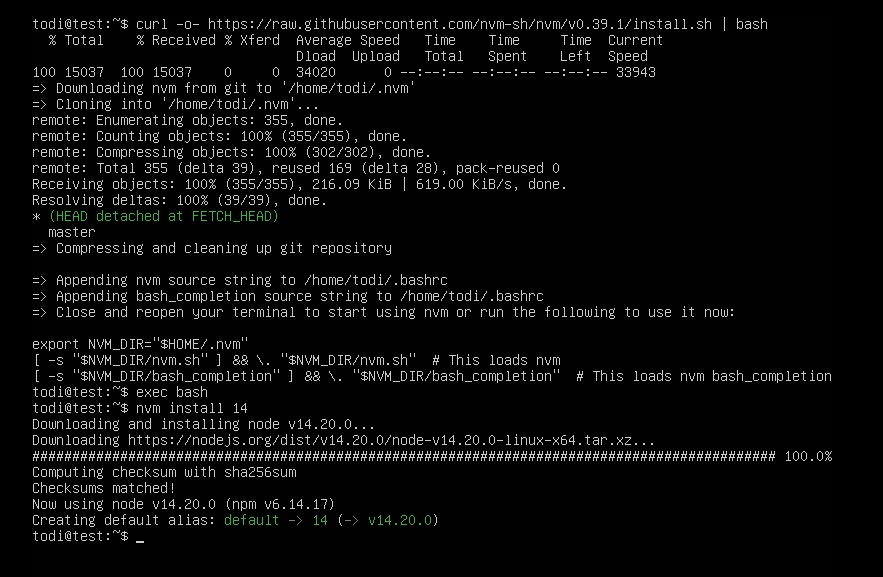 todi@test:~$ curl -o- https://raw.githubusercontent.com/nvm-sh/nvm/v0.39.1/install.sh | bash
  % Total    % Received % Xferd  Average Speed   Time    Time     Time  Current
                                 Dload  Upload   Total   Spent    Left  Speed
100 15037  100 15037    0     0  34020      0 --:--:-- --:--:-- --:--:-- 33943
=> Downloading nvm from git to '/home/todi/.nvm'
=> Cloning into '/home/todi/.nvm'...
remote: Enumerating objects: 355, done.
remote: Counting objects: 100% (355/355), done.
remote: Compressing objects: 100% (302/302), done.
remote: Total 355 (delta 39), reused 169 (delta 28), pack-reused 0
Receiving objects: 100% (355/355), 216.09 KiB | 619.00 KiB/s, done.
Resolving deltas: 100% (39/39), done.
* (HEAD detached at FETCH_HEAD)
  master
=> Compressing and cleaning up git repository

=> Appending nvm source string to /home/todi/.bashrc
=> Appending bash_completion source string to /home/todi/.bashrc
=> Close and reopen your terminal to start using nvm or run the following to use it now:

export NVM_DIR="$HOME/.nvm"
[ -s "$NVM_DIR/nvm.sh" ] && \. "$NVM_DIR/nvm.sh"  # This loads nvm
[ -s "$NVM_DIR/bash_completion" ] && \. "$NVM_DIR/bash_completion"  # This loads nvm bash_completion
todi@test:~$ exec bash
todi@test:~$ nvm install 14
Downloading and installing node v14.20.0...
Downloading https://nodejs.org/dist/v14.20.0/node-v14.20.0-linux-x64.tar.xz...
############################################################################################# 100.0%
Computing checksum with sha256sum
Checksums matched!
Now using node v14.20.0 (npm v6.14.17)
Creating default alias: default -> 14 (-> v14.20.0)
todi@test:~$ _